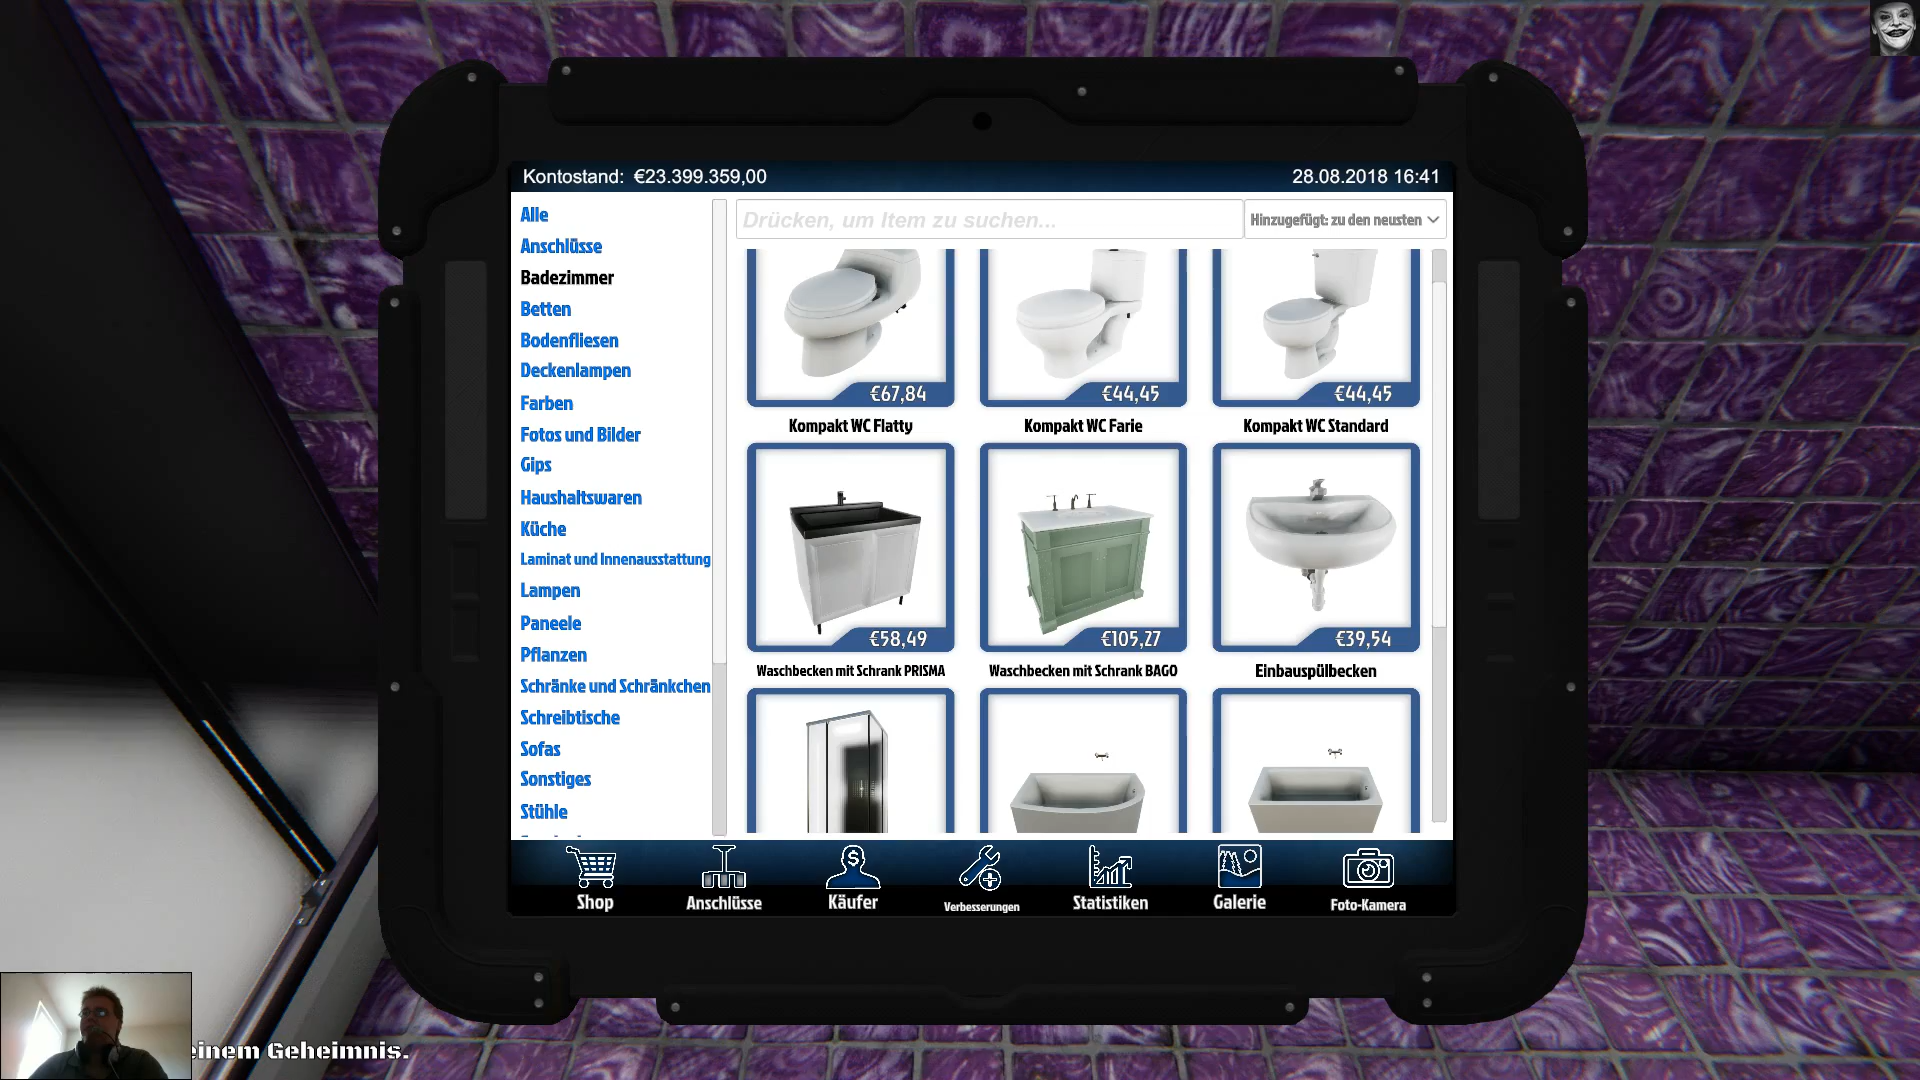 Kontostand: €23.399.359,00
28.08.2018 16:41
Alle
Anschlüsse
Badezimmer
Betten
Bodenfliesen
Deckenlampen
Farben
Fotos und Bilder
Gips
Haushaltswaren
Küche
Laminat und Innenausstattung
Lampen
Paneele
Pflanzen
Schränke und Schränkchen
Schreibtische
Sofas
Sonstiges
Stühle
Drücken, um Item zu suchen...
Hinzugefügt: zu den neusten
€67,84
€44,45
€44,45
Kompakt WC Flatty
Kompakt WC Farie
Kompakt WC Standard
€58,49
€105,27
€39,54
Waschbecken mit Schrank PRISMA
Waschbecken mit Schrank BAGO
Einbauspülbecken
Shop
Anschlüsse
Käufer
Verbesserungen
Statistiken
Galerie
Foto-Kamera
einem Geheimnis.